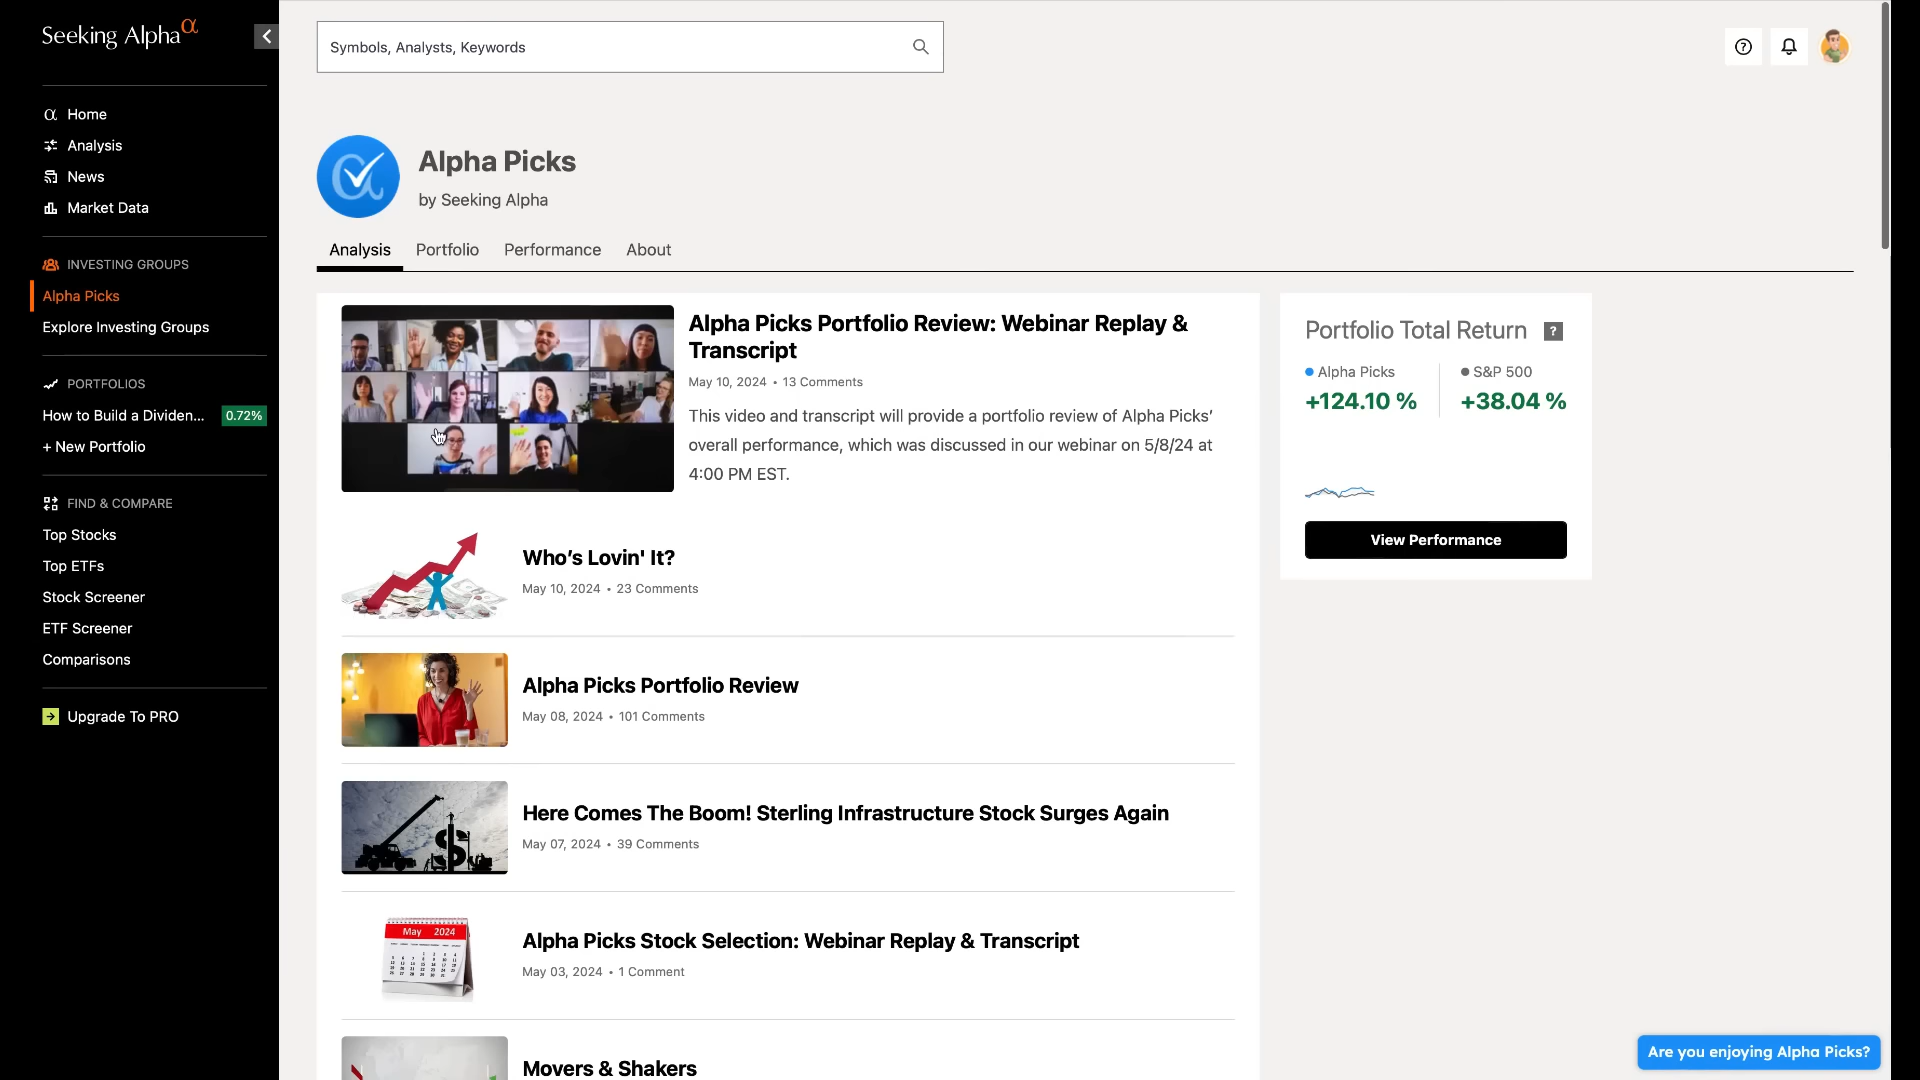 Seeking Alpha α
Home
Analysis
News
Market Data
INVESTING GROUPS
Alpha Picks
Explore Investing Groups
PORTFOLIOS
How to Build a Dividen... 0.72%
+ New Portfolio
FIND & COMPARE
Top Stocks
Top ETFs
Stock Screener
ETF Screener
Comparisons
Upgrade To PRO
Symbols, Analysts, Keywords
Alpha Picks
by Seeking Alpha
Analysis Portfolio Performance About
Alpha Picks Portfolio Review: Webinar Replay &
Transcript
May 10, 2024 • 13 Comments
This video and transcript will provide a portfolio review of Alpha Picks’
overall performance, which was discussed in our webinar on 5/8/24 at
4:00 PM EST.
Who’s Lovin' It?
May 10, 2024 • 23 Comments
Alpha Picks Portfolio Review
May 08, 2024 • 101 Comments
Here Comes The Boom! Sterling Infrastructure Stock Surges Again
May 07, 2024 • 39 Comments
May 2024
Alpha Picks Stock Selection: Webinar Replay & Transcript
May 03, 2024 • 1 Comment
Movers & Shakers
Portfolio Total Return ?
Alpha Picks S&P 500
+124.10 % +38.04 %
View Performance
Are you enjoying Alpha Picks?